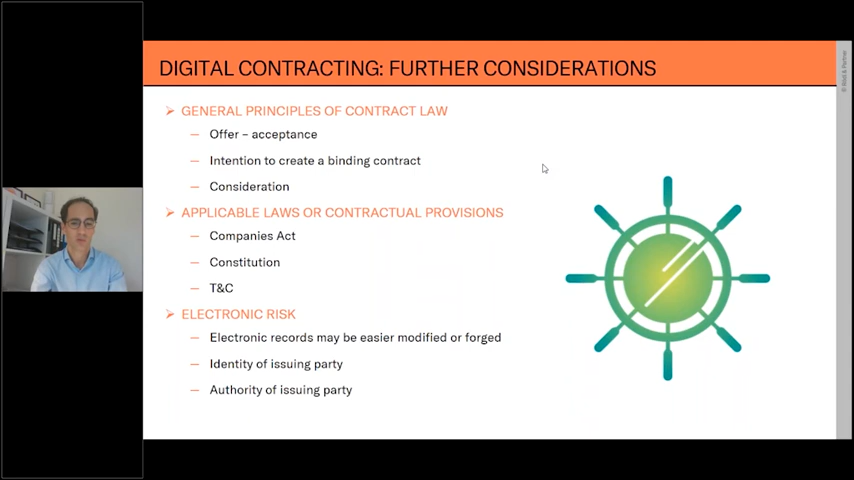 DIGITAL CONTRACTING: FURTHER CONSIDERATIONS
➢ GENERAL PRINCIPLES OF CONTRACT LAW
— Offer – acceptance
— Intention to create a binding contract
— Consideration
➢ APPLICABLE LAWS OR CONTRACTUAL PROVISIONS
— Companies Act
— Constitution
— T&C
➢ ELECTRONIC RISK
— Electronic records may be easier modified or forged
— Identity of issuing party
— Authority of issuing party